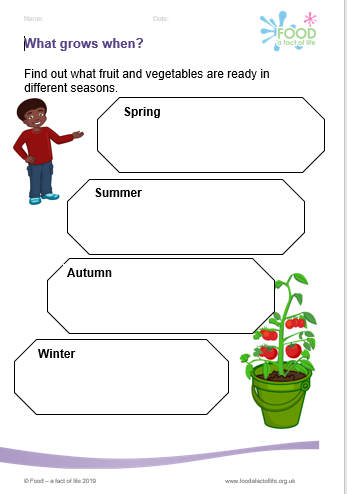 Name:
Date:
FOOD
a fact of life
What grows when?
Find out what fruit and vegetables are ready in
different seasons.
Spring
Summer
Autumn
Winter
© Food – a fact of life 2019
www.foodafactoflife.org.uk